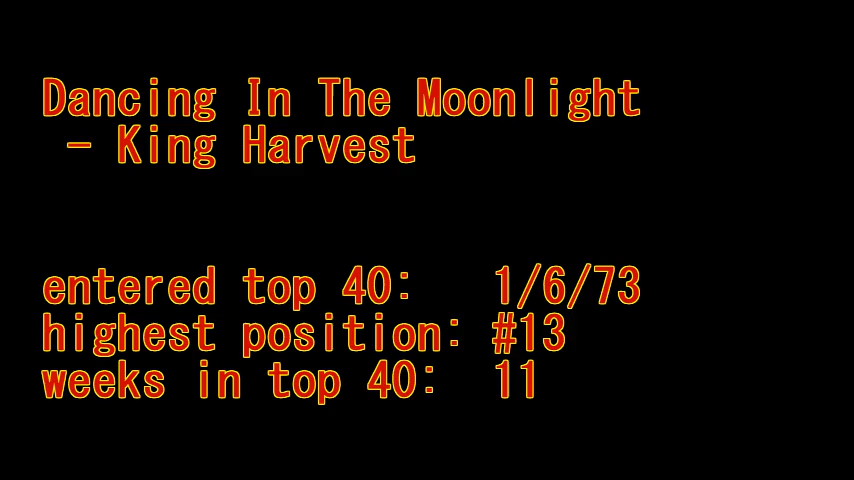 Dancing In The Moonlight
- King Harvest
entered top 40: 1/6/73
highest position: #13
weeks in top 40: 11